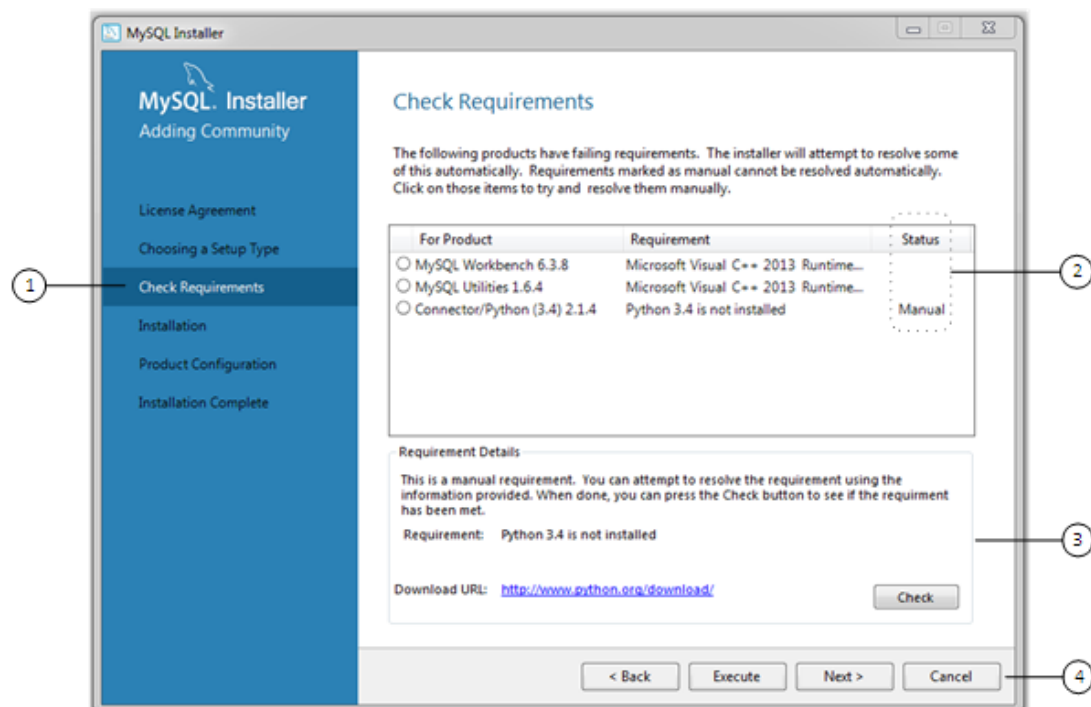 MySQL Installer
MySQL. Installer
Adding Community
License Agreement
Choosing a Setup Type
Check Requirements
Installation
Product Configuration
Installation Complete
Check Requirements
The following products have failing requirements. The installer will attempt to resolve some
of this automatically. Requirements marked as manual cannot be resolved automatically.
Click on those items to try and resolve them manually.
For Product Requirement Status
MySQL Workbench 6.3.8 Microsoft Visual C++ 2013 Runtime...
MySQL Utilities 1.6.4 Microsoft Visual C++ 2013 Runtime...
Connector/Python (3.4) 2.1.4 Python 3.4 is not installed Manual
Requirement Details
This is a manual requirement. You can attempt to resolve the requirement using the
information provided. When done, you can press the Check button to see if the requirment
has been met.
Requirement: Python 3.4 is not installed
Download URL: http://www.python.org/download/
Check
< Back Execute Next > Cancel
1
2
3
4